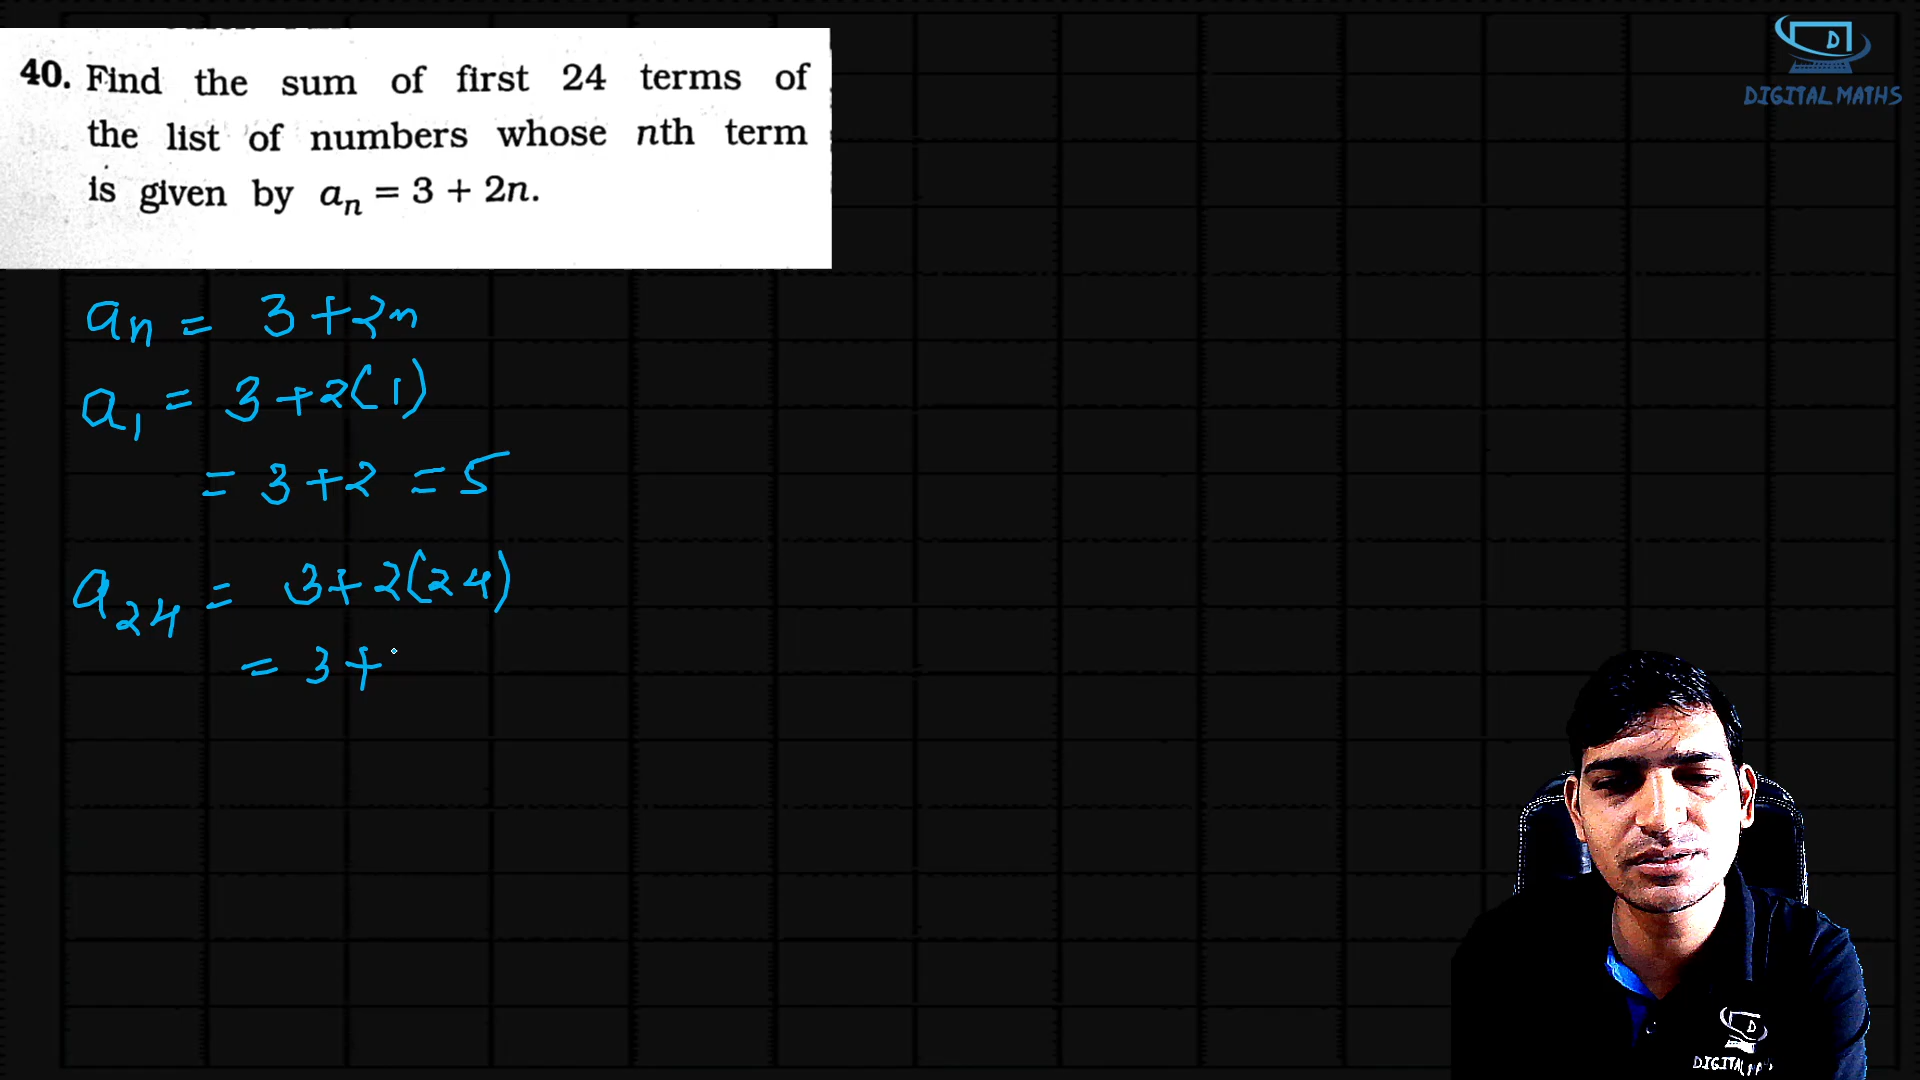 40. Find the sum of first 24 terms of
the list of numbers whose nth term
is given by aₙ = 3 + 2n.
D
DIGITAL MATHS
an = 3+2n
a₁ = 3+2(1)
= 3+2 = 5
a₂₄ = 3+2(24)
= 3+
D
DIGITAL